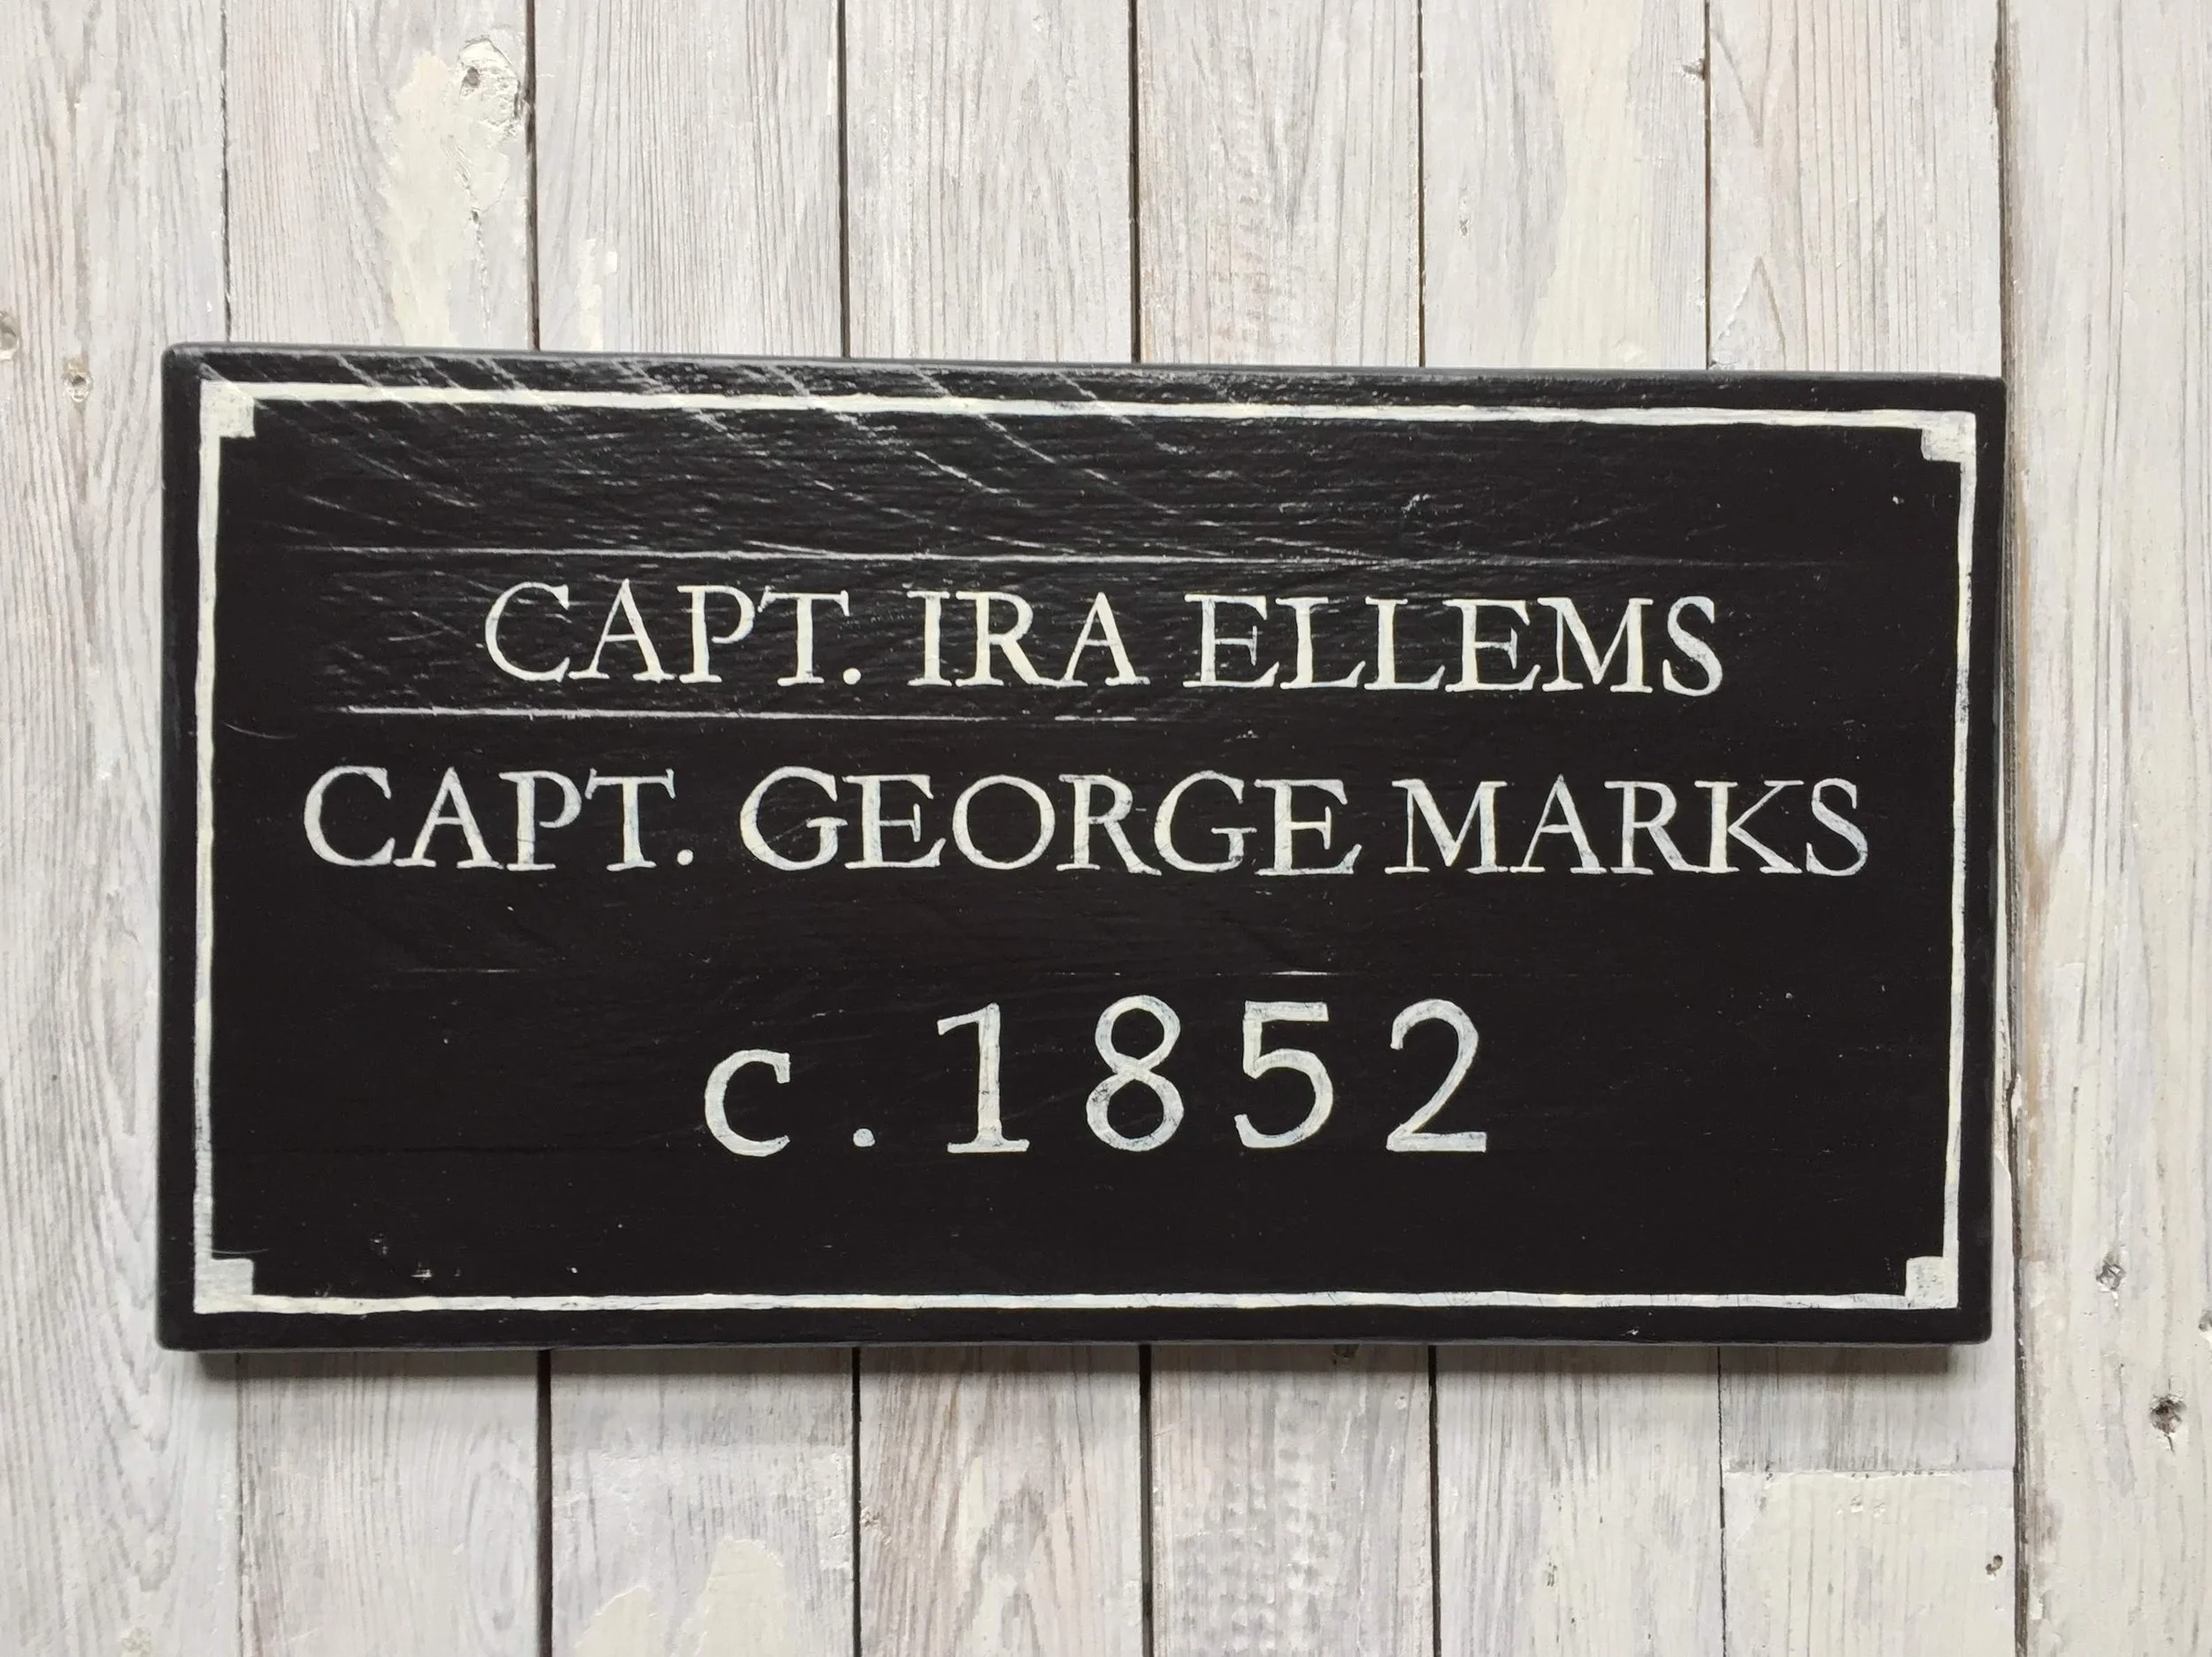 CAPT. IRA ELLEMS
CAPT. GEORGE MARKS
c.1852